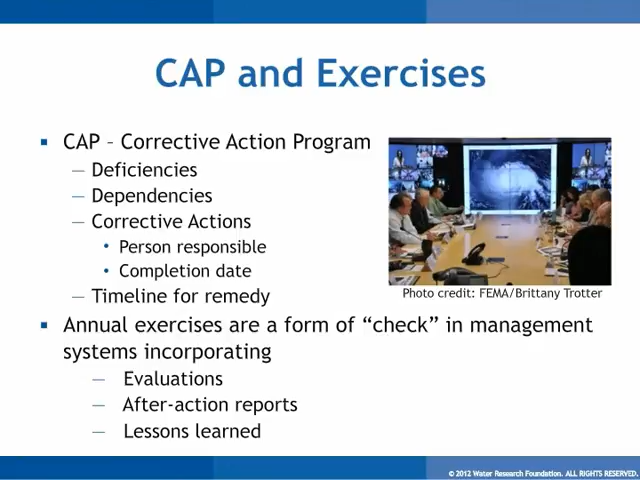 CAP and Exercises
▪ CAP – Corrective Action Program
— Deficiencies
— Dependencies
— Corrective Actions
• Person responsible
• Completion date
— Timeline for remedy
Photo credit: FEMA/Brittany Trotter
▪ Annual exercises are a form of “check” in management
systems incorporating
— Evaluations
— After-action reports
— Lessons learned
© 2012 Water Research Foundation. ALL RIGHTS RESERVED.